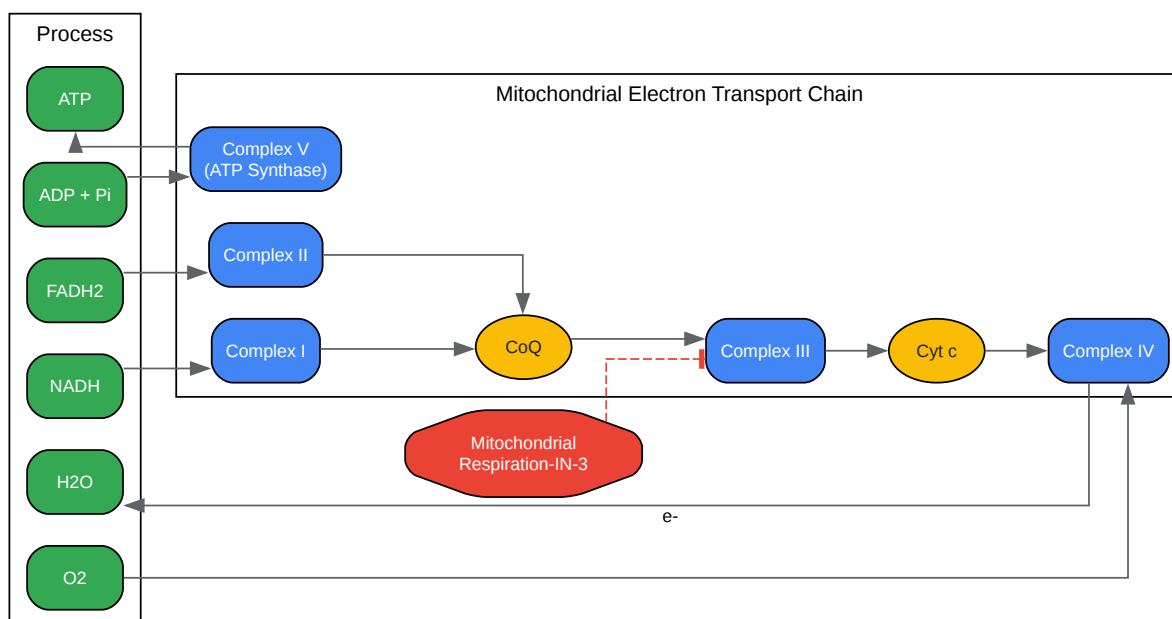 Process
ATP
ADP + Pi
FADH2
NADH
H2O
O2
Mitochondrial Electron Transport Chain
Complex V
(ATP Synthase)
Complex II
Complex I
CoQ
Complex III
Cyt c
Complex IV
Mitochondrial
Respiration-IN-3
e-